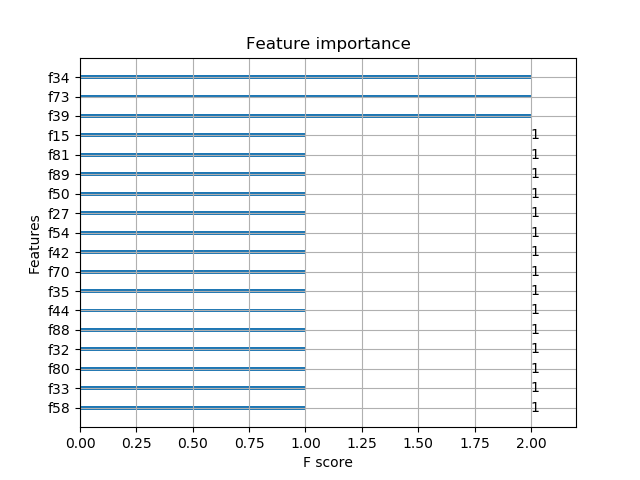 Feature importance
f34
f73
f39
f15 1
f81 1
f89 1
f50 1
f27 1
f54 1
f42 1
f70 1
f35 1
f44 1
f88 1
f32 1
f80 1
f33 1
f58 1
Features
0.00 0.25 0.50 0.75 1.00 1.25 1.50 1.75 2.00
F score